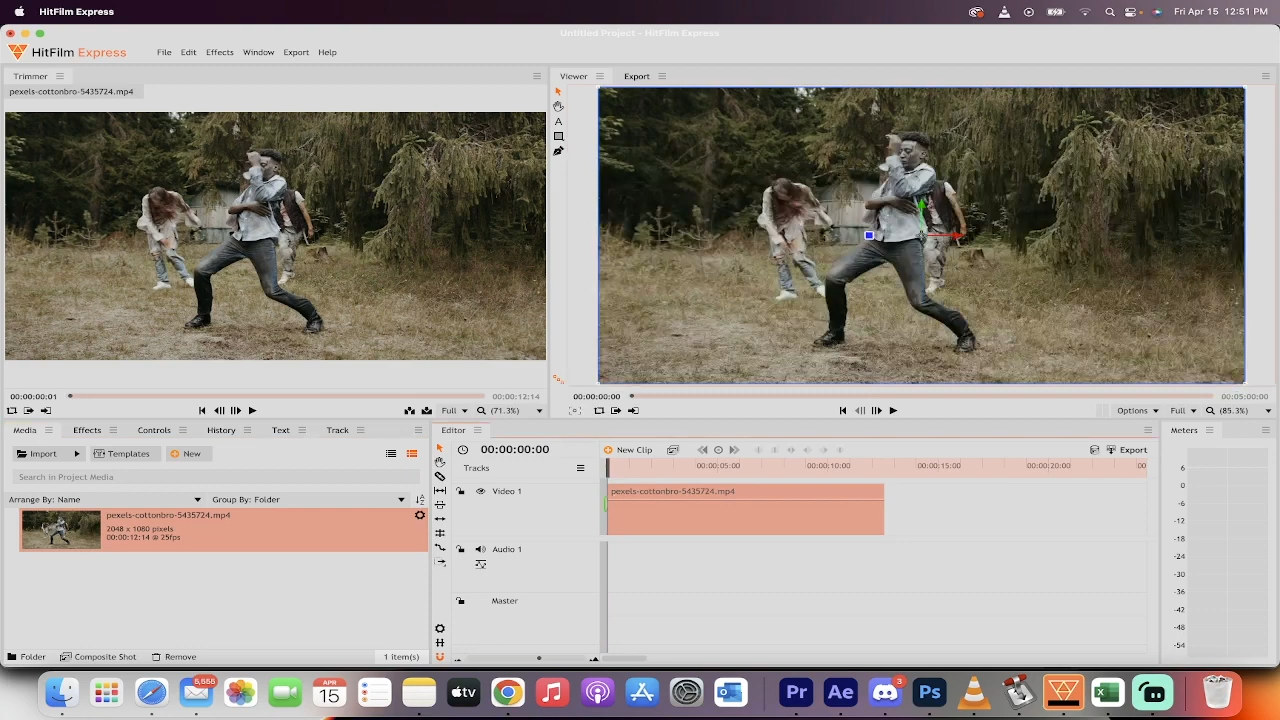 HitFilm Express
Fri Apr 15 12:51 PM
Untitled Project - HitFilm Express
HitFilm Express File Edit Effects Window Export Help
Trimmer
pexels-cottonbro-5435724.mp4
Viewer Export
A
00:00:00:01 00:00:12:14
Full (71.3%)
00:00:00:00 00:05:00:00
Options Full (85.3%)
Media Effects Controls History Text Track
Import Templates New
Search in Project Media
Arrange By: Name Group By: Folder
pexels-cottonbro-5435724.mp4
2048 x 1080 pixels
00:00:12:14 @ 25fps
Folder Composite Shot Remove 1 item(s)
Editor
00:00:00:00 New Clip Export
Tracks
00:00:05:00 00:00:10:00 00:00:15:00 00:00:20:00 00
Video 1
pexels-cottonbro-5435724.mp4
Audio 1
Master
Meters
6
0
-6
-12
-18
-24
-30
-36
-42
-48
-54
5,555
APR
15
tv
3
Pr Ae Ps